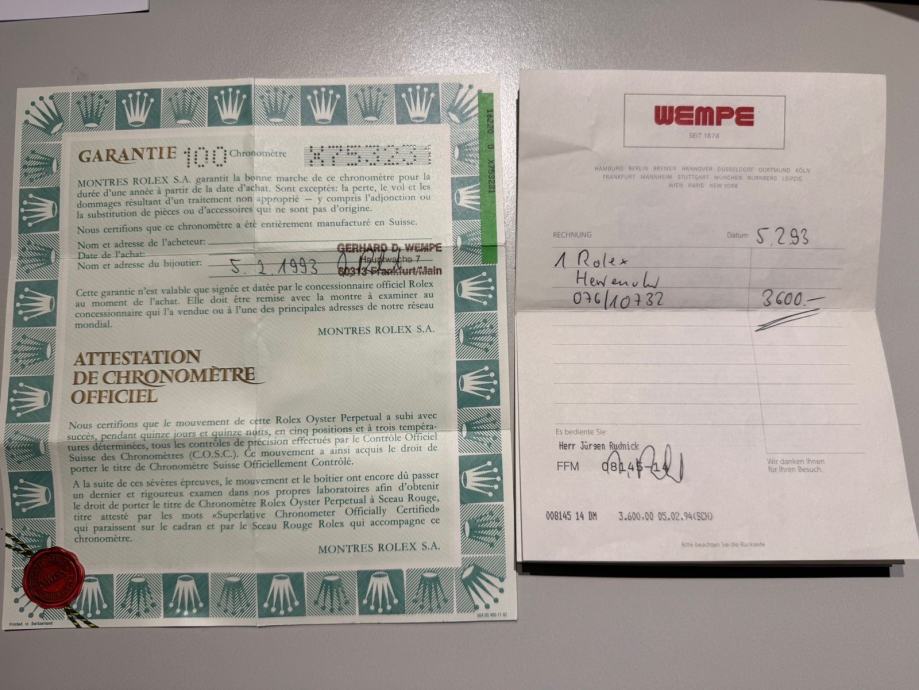 GARANTIE 100 Chronomètre X75323
MONTRES ROLEX S.A. garantit la bonne marche de ce chronomètre pour la
durée d'une année à partir de la date d'achat. Sont exceptés: la perte, le vol et les
dommages résultant d'un traitement non approprié – y compris l'adjonction ou
la substitution de pièces ou d'accessoires qui ne sont pas d'origine.
Nous certifions que ce chronomètre a été entièrement manufacturé en Suisse.
Nom et adresse de l'acheteur:
Date de l'achat:
Nom et adresse du bijoutier: 5. 2. 1993
GERHARD D. WEMPE
Hauptwache 7
60313 Frankfurt/Main
Cette garantie n'est valable que signée et datée par le concessionnaire officiel Rolex
au moment de l'achat. Elle doit être remise avec la montre à examiner au
concessionnaire qui l'a vendue ou à l'une des principales adresses de notre réseau
mondial.
MONTRES ROLEX S.A.
ATTESTATION
DE CHRONOMÈTRE
OFFICIEL
Nous certifions que le mouvement de cette Rolex Oyster Perpetual a subi avec
succès, pendant quinze jours et quinze nuits, en cinq positions et à trois tempéra-
tures déterminées, tous les contrôles de précision effectués par le Contrôle Officiel
Suisse des Chronomètres (C.O.S.C.). Ce mouvement a ainsi acquis le droit de
porter le titre de Chronomètre Suisse Officiellement Contrôlé.
A la suite de ces sévères épreuves, le mouvement et le boîtier ont encore dû passer
un dernier et rigoureux examen dans nos propres laboratoires afin d'obtenir
le droit de porter le titre de Chronomètre Rolex Oyster Perpetual à Sceau Rouge,
titre attesté par les mots «Superlative Chronometer Officially Certified»
qui paraissent sur le cadran et par le Sceau Rouge Rolex qui accompagne ce
chronomètre.
MONTRES ROLEX S.A.
Printed in Switzerland
WEMPE
SEIT 1878
HAMBURG BERLIN BREMEN HANNOVER DÜSSELDORF DORTMUND KÖLN
FRANKFURT MANNHEIM STUTTGART MÜNCHEN NÜRNBERG LEIPZIG
WIEN PARIS NEW YORK
RECHNUNG Datum 5.2.93
1 Rolex
Herrenuhr
076/10732 3600.–
Es bediente Sie
Herr Jürgen Rudnick
FFM 08145-14
Wir danken Ihnen
für Ihren Besuch.
008145 14 DM 3.600.00 05.02.94(SCH)
Bitte beachten Sie die Rückseite